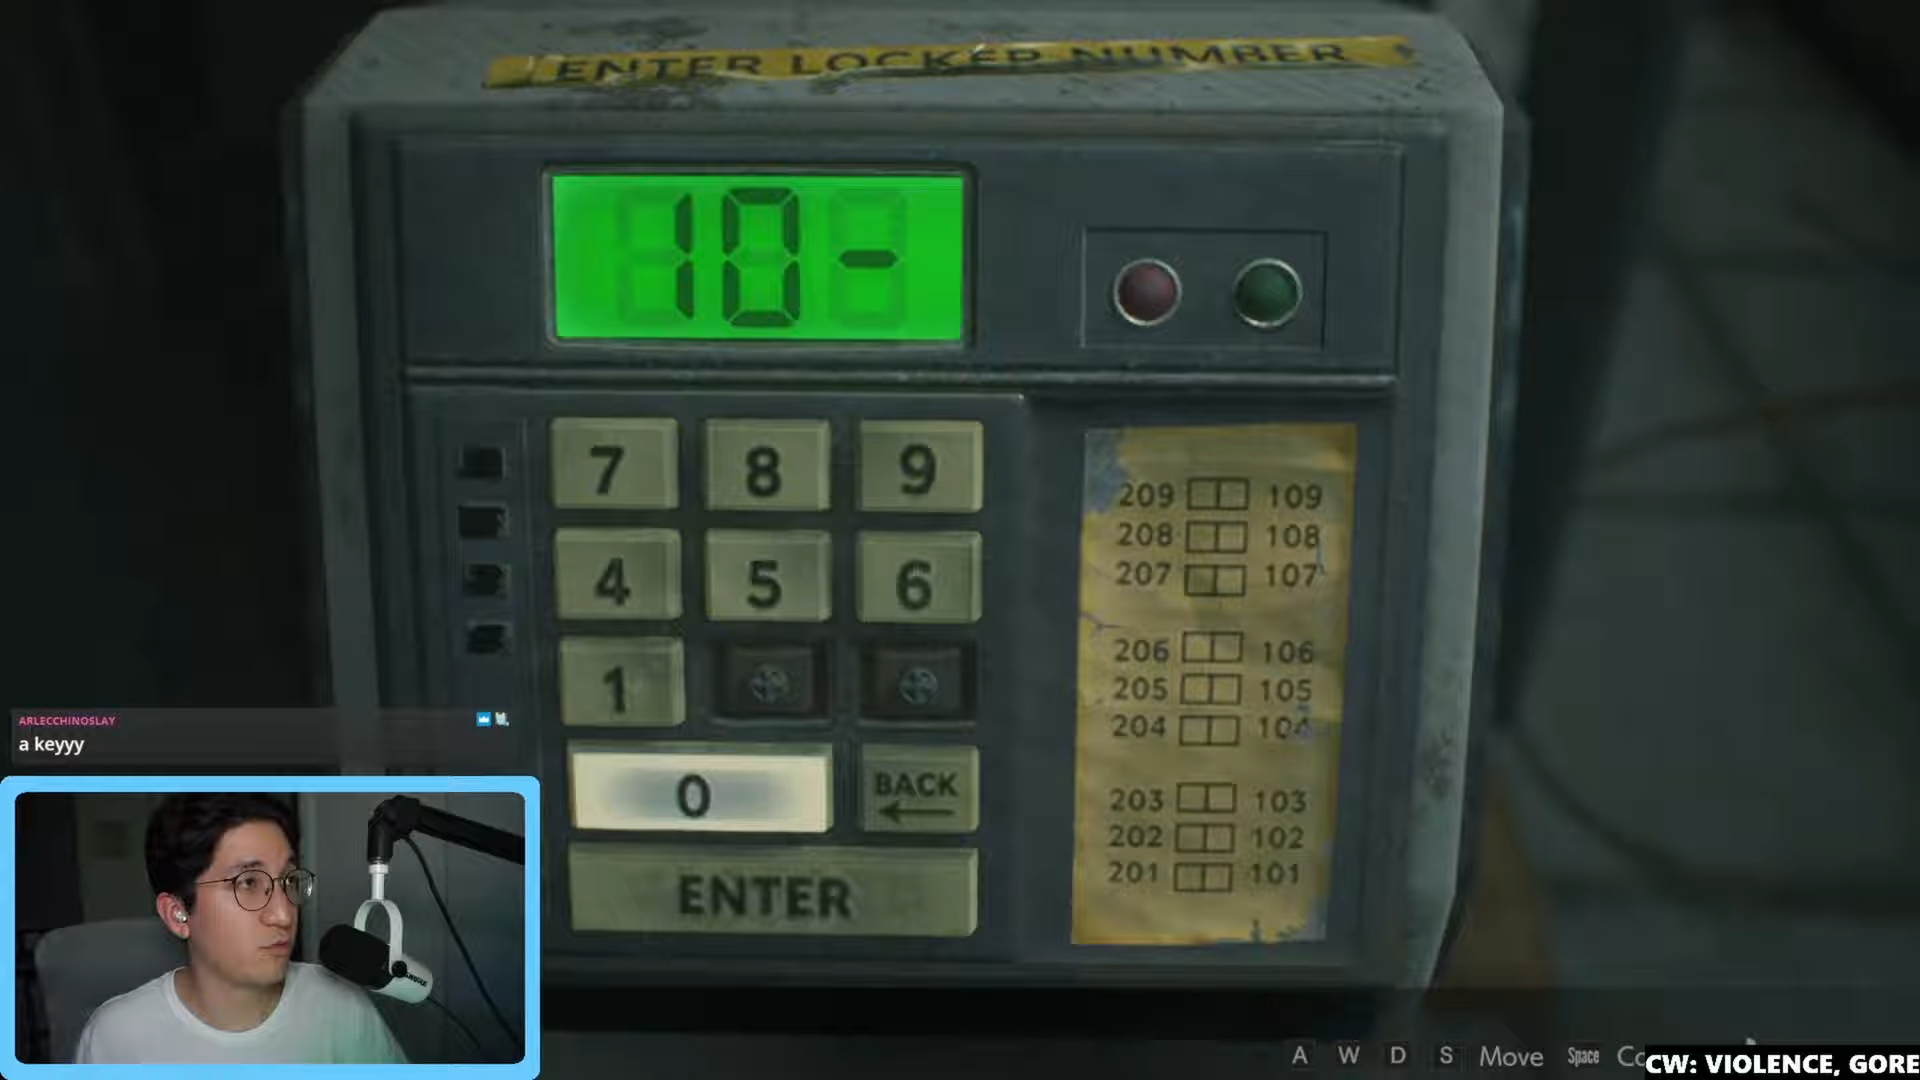 ENTER LOCKER NUMBER
10-
7 8 9
4 5 6
1
0 BACK
ENTER
209 109
208 108
207 107
206 106
205 105
204 104
203 103
202 102
201 101
ARLECCHINOSLAY
a keyyy
A W D S Move Space
CW: VIOLENCE, GORE